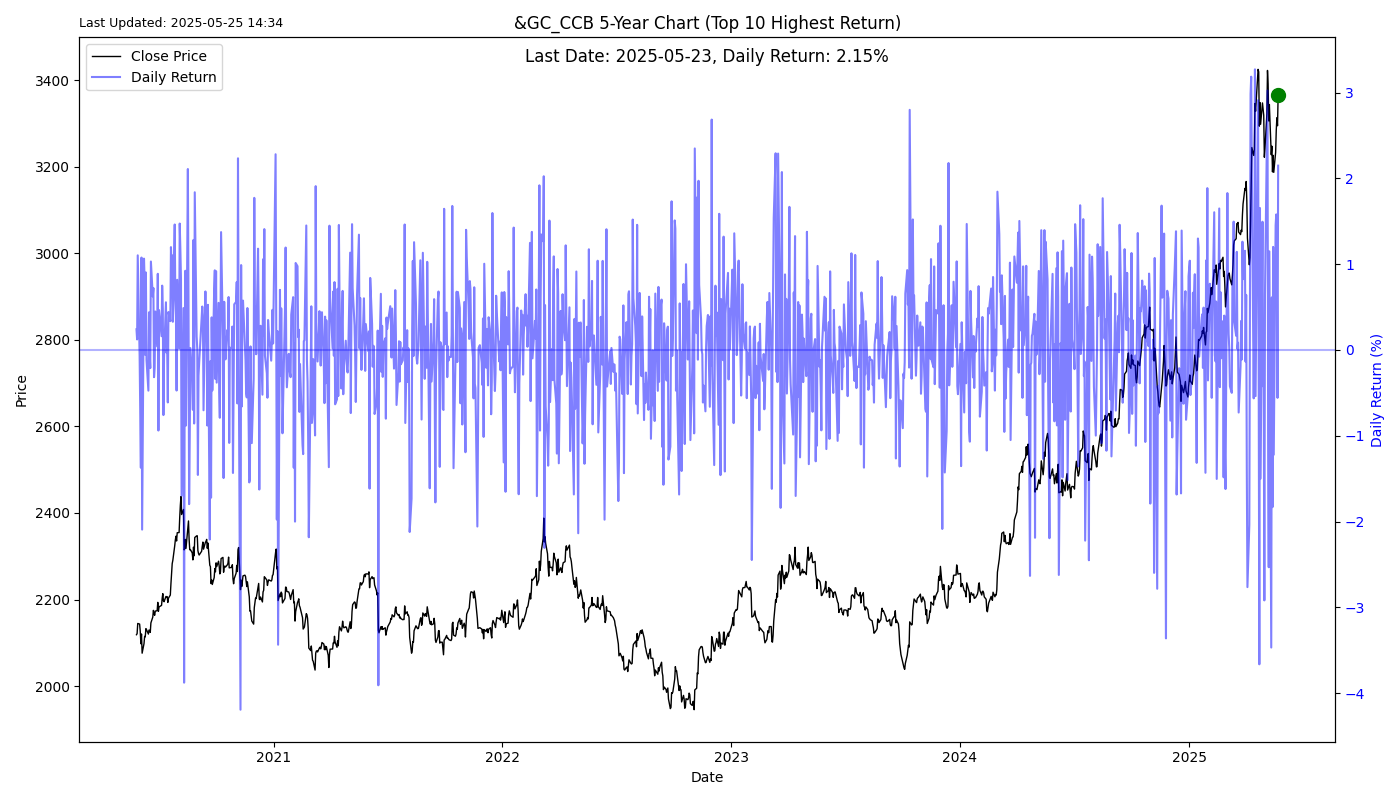 Last Updated: 2025-05-25 14:34
&GC_CCB 5-Year Chart (Top 10 Highest Return)
Last Date: 2025-05-23, Daily Return: 2.15%
Close Price
Daily Return
3400
3200
3000
2800
2600
2400
2200
2000
Price
3
2
1
0
−1
−2
−3
−4
Daily Return (%)
2021
2022
2023
2024
2025
Date